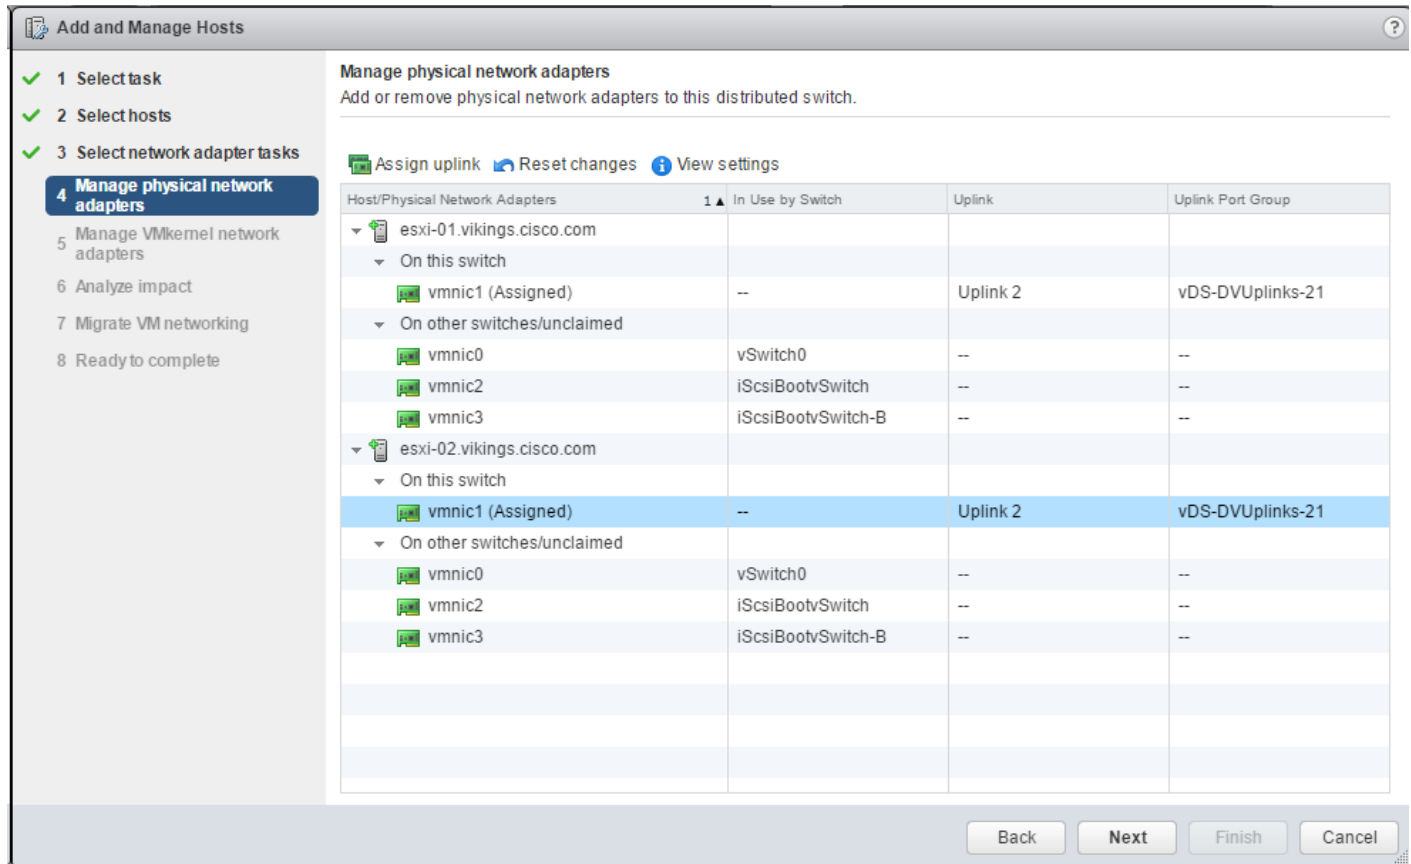 Add and Manage Hosts
?
1 Select task
2 Select hosts
3 Select network adapter tasks
4 Manage physical network
adapters
5 Manage VMkernel network
adapters
6 Analyze impact
7 Migrate VM networking
8 Ready to complete
Manage physical network adapters
Add or remove physical network adapters to this distributed switch.
Assign uplink Reset changes View settings
Host/Physical Network Adapters 1 ▲ In Use by Switch Uplink Uplink Port Group
esxi-01.vikings.cisco.com
On this switch
vmnic1 (Assigned) -- Uplink 2 vDS-DVUplinks-21
On other switches/unclaimed
vmnic0 vSwitch0 -- --
vmnic2 iScsiBootvSwitch -- --
vmnic3 iScsiBootvSwitch-B -- --
esxi-02.vikings.cisco.com
On this switch
vmnic1 (Assigned) -- Uplink 2 vDS-DVUplinks-21
On other switches/unclaimed
vmnic0 vSwitch0 -- --
vmnic2 iScsiBootvSwitch -- --
vmnic3 iScsiBootvSwitch-B -- --
Back Next Finish Cancel